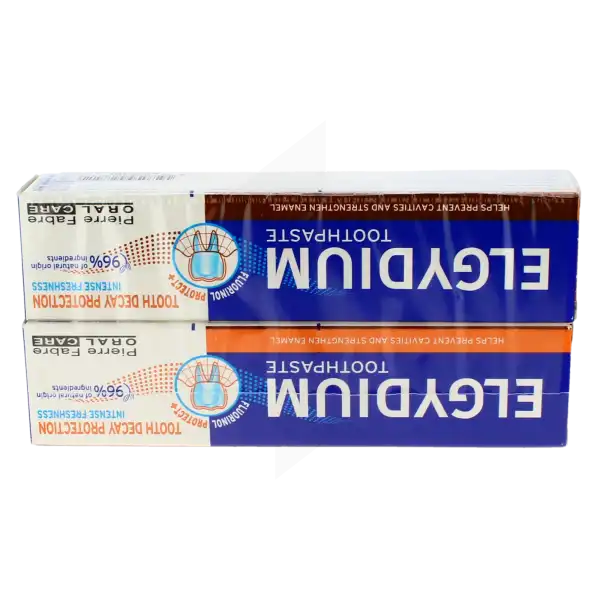 ELGYDIUM
TOOTHPASTE
HELPS PREVENT CAVITIES AND STRENGTHEN ENAMEL
TOOTH DECAY PROTECTION
INTENSE FRESHNESS
96% of natural origin
ingredients
FLUORINOL PROTECT+
Pierre Fabre
ORAL CARE
ELGYDIUM
TOOTHPASTE
HELPS PREVENT CAVITIES AND STRENGTHEN ENAMEL
TOOTH DECAY PROTECTION
INTENSE FRESHNESS
96% of natural origin
ingredients
FLUORINOL PROTECT+
Pierre Fabre
ORAL CARE